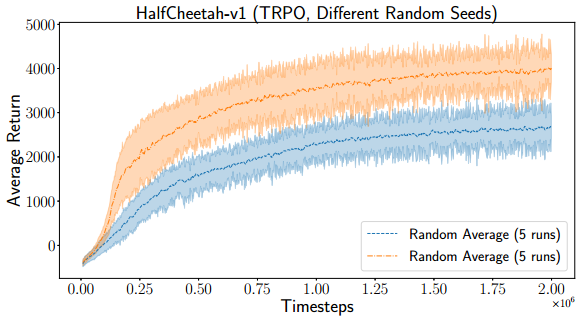 HalfCheetah-v1 (TRPO, Different Random Seeds)
5000
4000
3000
2000
1000
0
Average Return
Random Average (5 runs)
Random Average (5 runs)
0.00 0.25 0.50 0.75 1.00 1.25 1.50 1.75 2.00
×10⁶
Timesteps